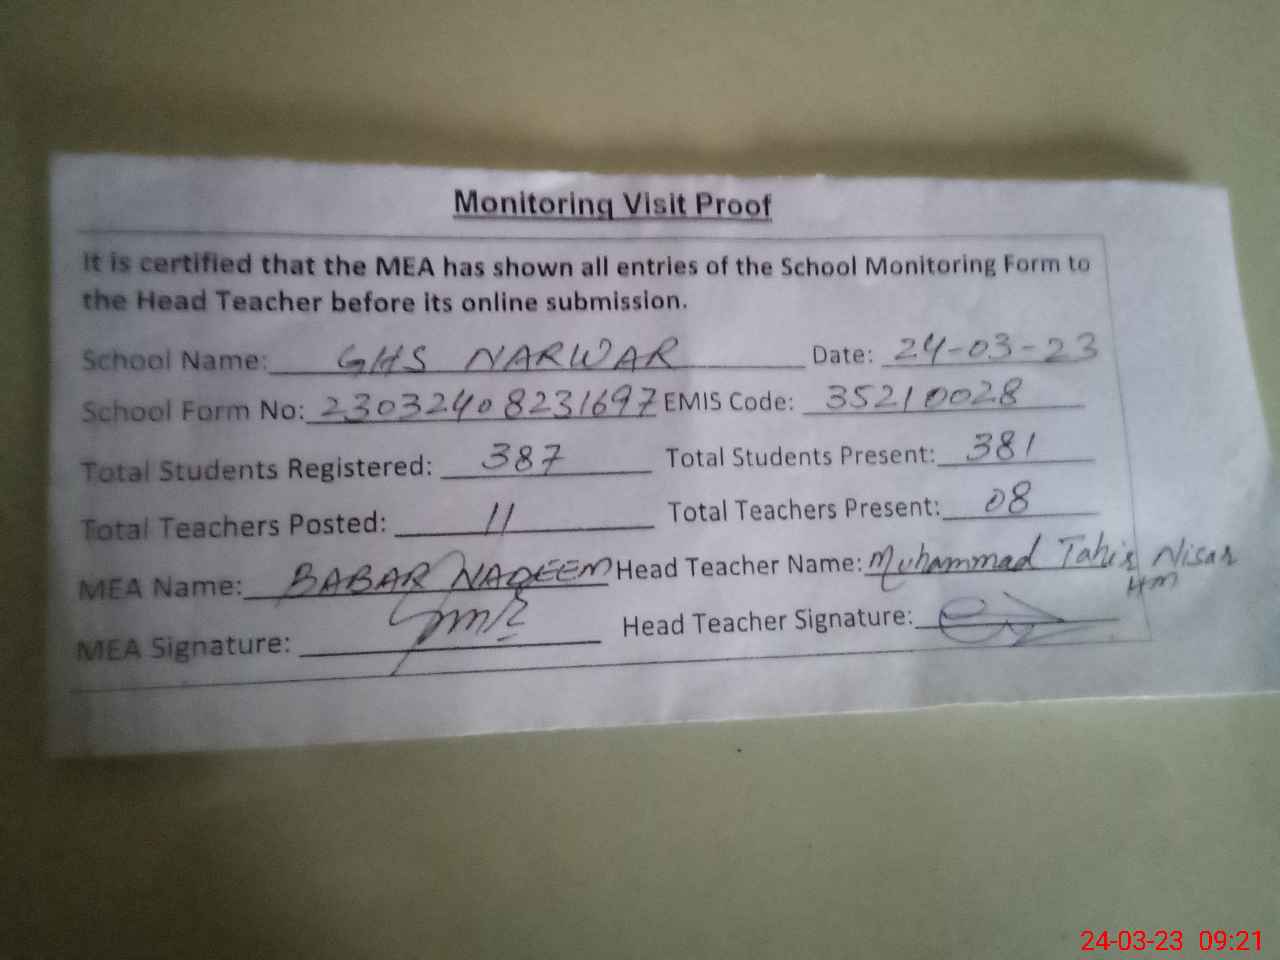 Monitoring Visit Proof
It is certified that the MEA has shown all entries of the School Monitoring Form to
the Head Teacher before its online submission.
School Name: GHS NARWAR Date: 24-03-23
School Form No: 23032408231697 EMIS Code: 35210028
Total Students Registered: 387 Total Students Present: 381
Total Teachers Posted: 11 Total Teachers Present: 08
MEA Name: BABAR NADEEM Head Teacher Name: Muhammad Tahir Nisar
HM
MEA Signature: Head Teacher Signature:
24-03-23 09:21